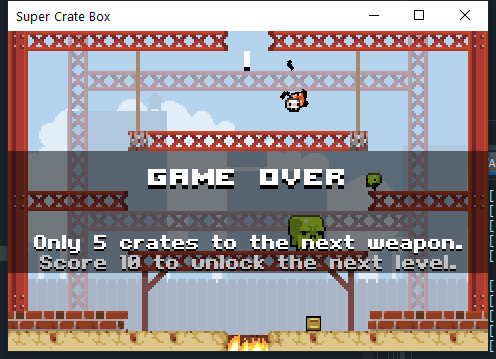 Super Crate Box
GAME OVER
Only 5 crates to the next weapon.
Score 10 to unlock the next level.